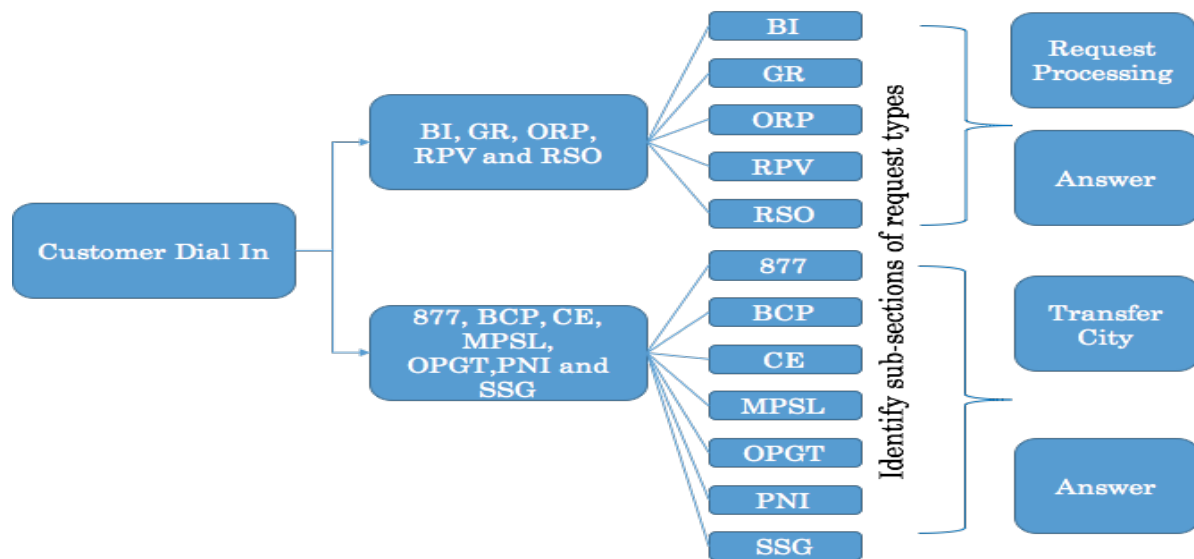 Customer Dial In
BI, GR, ORP,
RPV and RSO
877, BCP, CE,
MPSL,
OPGT,PNI and
SSG
BI
GR
ORP
RPV
RSO
877
BCP
CE
MPSL
OPGT
PNI
SSG
Identify sub-sections of request types
Request
Processing
Answer
Transfer
City
Answer